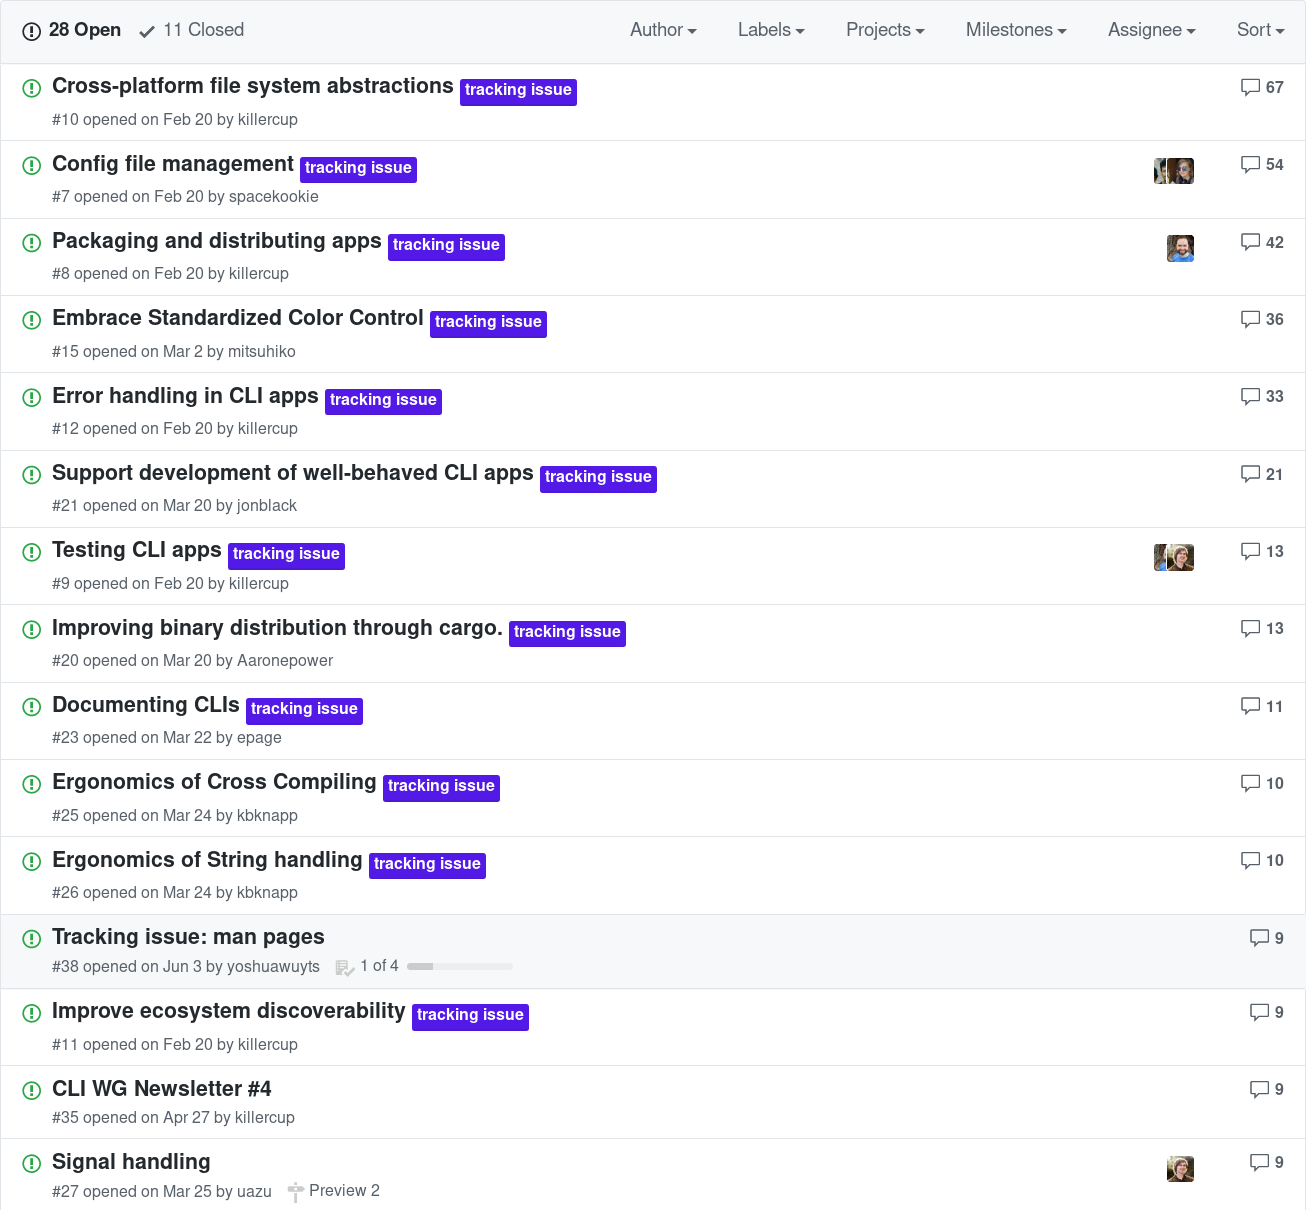 28 Open 11 Closed Author Labels Projects Milestones Assignee Sort
Cross-platform file system abstractions tracking issue 67
#10 opened on Feb 20 by killercup
Config file management tracking issue 54
#7 opened on Feb 20 by spacekookie
Packaging and distributing apps tracking issue 42
#8 opened on Feb 20 by killercup
Embrace Standardized Color Control tracking issue 36
#15 opened on Mar 2 by mitsuhiko
Error handling in CLI apps tracking issue 33
#12 opened on Feb 20 by killercup
Support development of well-behaved CLI apps tracking issue 21
#21 opened on Mar 20 by jonblack
Testing CLI apps tracking issue 13
#9 opened on Feb 20 by killercup
Improving binary distribution through cargo. tracking issue 13
#20 opened on Mar 20 by Aaronepower
Documenting CLIs tracking issue 11
#23 opened on Mar 22 by epage
Ergonomics of Cross Compiling tracking issue 10
#25 opened on Mar 24 by kbknapp
Ergonomics of String handling tracking issue 10
#26 opened on Mar 24 by kbknapp
Tracking issue: man pages 9
#38 opened on Jun 3 by yoshuawuyts 1 of 4
Improve ecosystem discoverability tracking issue 9
#11 opened on Feb 20 by killercup
CLI WG Newsletter #4 9
#35 opened on Apr 27 by killercup
Signal handling 9
#27 opened on Mar 25 by uazu Preview 2